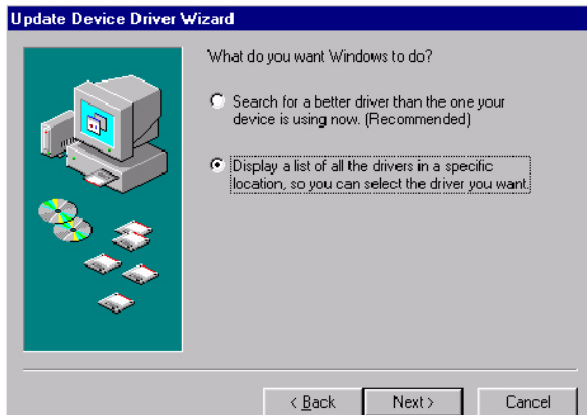 Update Device Driver Wizard
What do you want Windows to do?
Search for a better driver than the one your
device is using now. (Recommended)
Display a list of all the drivers in a specific
location, so you can select the driver you want.
< Back
Next >
Cancel